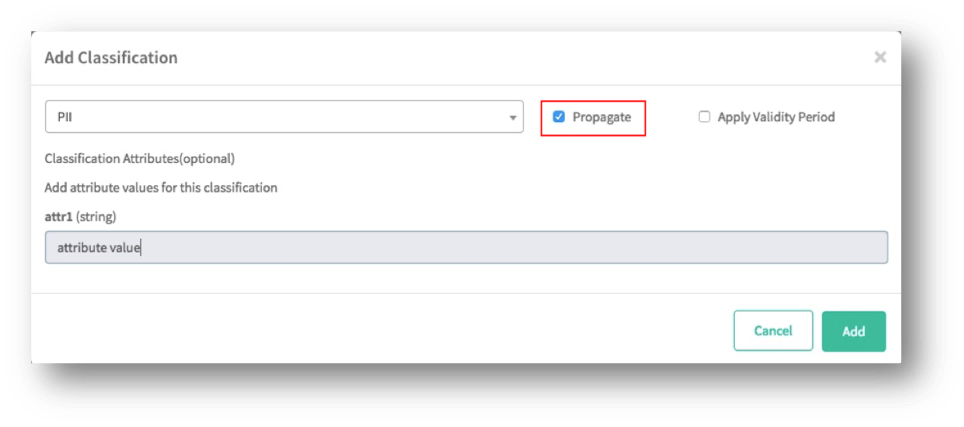 Add Classification
PII
Propagate
Apply Validity Period
Classification Attributes(optional)
Add attribute values for this classification
attr1 (string)
attribute value
Cancel
Add